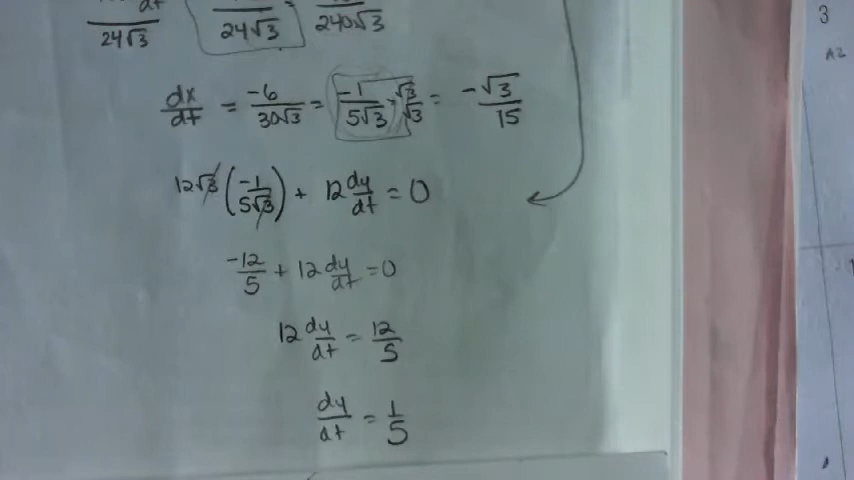 dt
24√3 24√3 = 240√3
dx/dt = -6/30√3 = -1/5√3 · √3/√3 = -√3/15
12√3 (-1/5√3) + 12 dy/dt = 0
-12/5 + 12 dy/dt = 0
12 dy/dt = 12/5
dy/dt = 1/5
3
A2